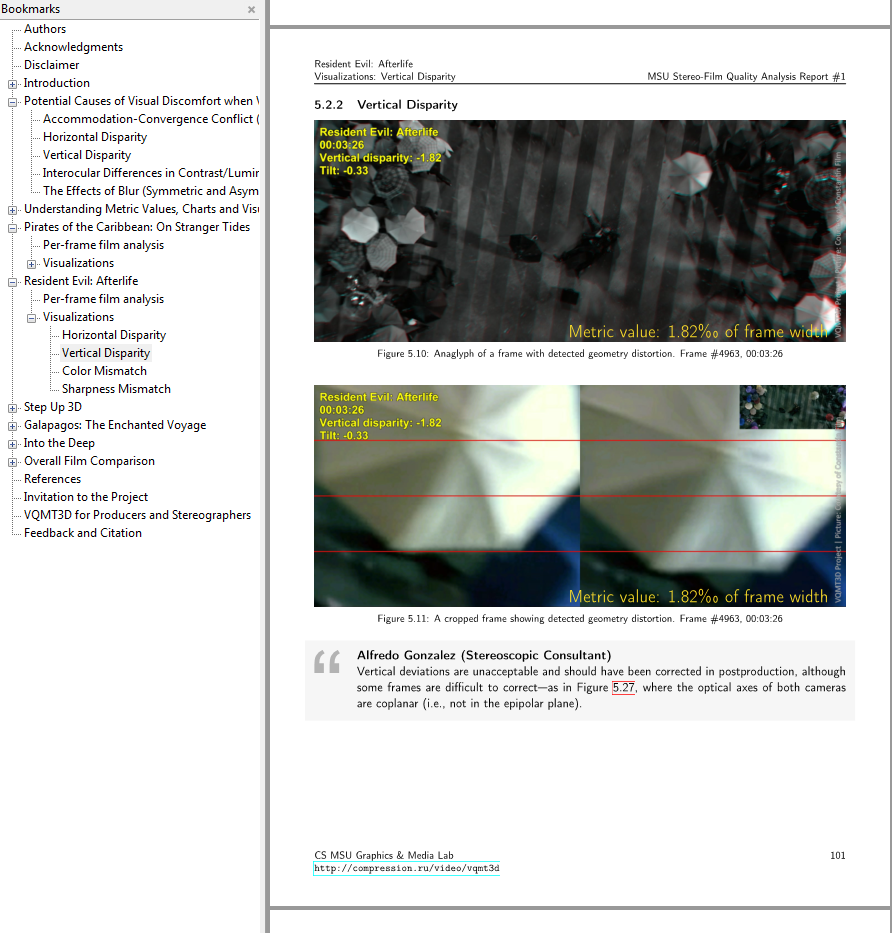 Bookmarks
Authors
Acknowledgments
Disclaimer
Introduction
Potential Causes of Visual Discomfort when
Accommodation-Convergence Conflict (
Horizontal Disparity
Vertical Disparity
Interocular Differences in Contrast/Lumir
The Effects of Blur (Symmetric and Asym
Understanding Metric Values, Charts and Visu
Pirates of the Caribbean: On Stranger Tides
Per-frame film analysis
Visualizations
Resident Evil: Afterlife
Per-frame film analysis
Visualizations
Horizontal Disparity
Vertical Disparity
Color Mismatch
Sharpness Mismatch
Step Up 3D
Galapagos: The Enchanted Voyage
Into the Deep
Overall Film Comparison
References
Invitation to the Project
VQMT3D for Producers and Stereographers
Feedback and Citation
Resident Evil: Afterlife
Visualizations: Vertical Disparity
MSU Stereo-Film Quality Analysis Report #1
5.2.2 Vertical Disparity
Resident Evil: Afterlife
00:03:26
Vertical disparity: -1.82
Tilt: -0.33
Metric value: 1.82‰ of frame width
Figure 5.10: Anaglyph of a frame with detected geometry distortion. Frame #4963, 00:03:26
Resident Evil: Afterlife
00:03:26
Vertical disparity: -1.82
Tilt: -0.33
VQMT3D Project | Picture: Courtesy of Constantin Film
Metric value: 1.82‰ of frame width
Figure 5.11: A cropped frame showing detected geometry distortion. Frame #4963, 00:03:26
“
Alfredo Gonzalez (Stereoscopic Consultant)
Vertical deviations are unacceptable and should have been corrected in postproduction, although
some frames are difficult to correct—as in Figure 5.27, where the optical axes of both cameras
are coplanar (i.e., not in the epipolar plane).
CS MSU Graphics & Media Lab
http://compression.ru/video/vqmt3d
101